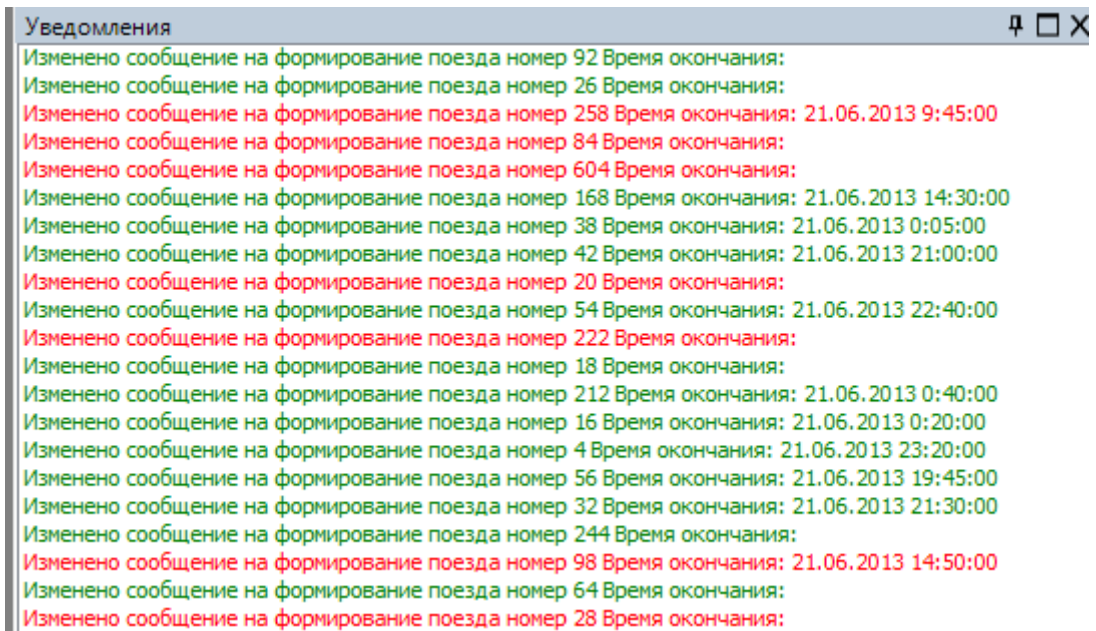 Уведомления
Изменено сообщение на формирование поезда номер 92 Время окончания:
Изменено сообщение на формирование поезда номер 26 Время окончания:
Изменено сообщение на формирование поезда номер 258 Время окончания: 21.06.2013 9:45:00
Изменено сообщение на формирование поезда номер 84 Время окончания:
Изменено сообщение на формирование поезда номер 604 Время окончания:
Изменено сообщение на формирование поезда номер 168 Время окончания: 21.06.2013 14:30:00
Изменено сообщение на формирование поезда номер 38 Время окончания: 21.06.2013 0:05:00
Изменено сообщение на формирование поезда номер 42 Время окончания: 21.06.2013 21:00:00
Изменено сообщение на формирование поезда номер 20 Время окончания:
Изменено сообщение на формирование поезда номер 54 Время окончания: 21.06.2013 22:40:00
Изменено сообщение на формирование поезда номер 222 Время окончания:
Изменено сообщение на формирование поезда номер 18 Время окончания:
Изменено сообщение на формирование поезда номер 212 Время окончания: 21.06.2013 0:40:00
Изменено сообщение на формирование поезда номер 16 Время окончания: 21.06.2013 0:20:00
Изменено сообщение на формирование поезда номер 4 Время окончания: 21.06.2013 23:20:00
Изменено сообщение на формирование поезда номер 56 Время окончания: 21.06.2013 19:45:00
Изменено сообщение на формирование поезда номер 32 Время окончания: 21.06.2013 21:30:00
Изменено сообщение на формирование поезда номер 244 Время окончания:
Изменено сообщение на формирование поезда номер 98 Время окончания: 21.06.2013 14:50:00
Изменено сообщение на формирование поезда номер 64 Время окончания:
Изменено сообщение на формирование поезда номер 28 Время окончания: